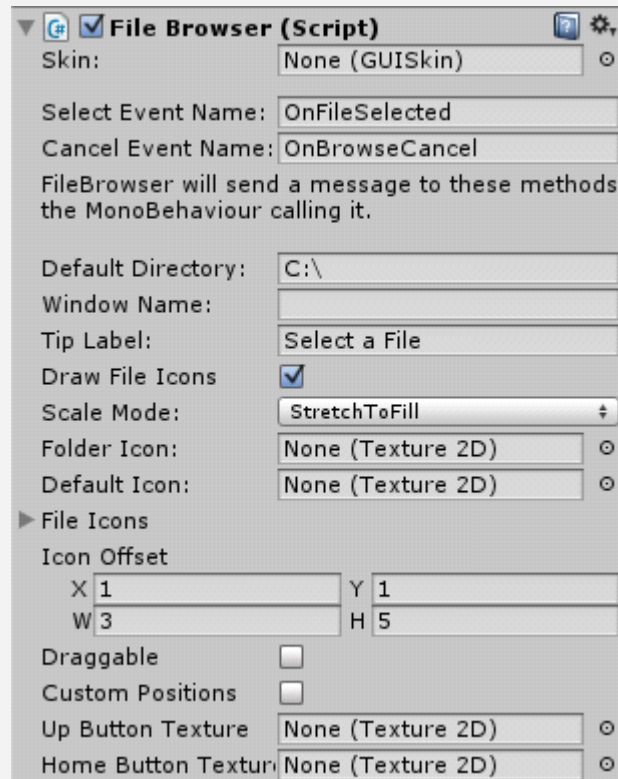 File Browser (Script)
Skin: None (GUISkin)
Select Event Name: OnFileSelected
Cancel Event Name: OnBrowseCancel
FileBrowser will send a message to these methods
the MonoBehaviour calling it.
Default Directory: C:\
Window Name:
Tip Label: Select a File
Draw File Icons
Scale Mode: StretchToFill
Folder Icon: None (Texture 2D)
Default Icon: None (Texture 2D)
File Icons
Icon Offset
X 1 Y 1
W 3 H 5
Draggable
Custom Positions
Up Button Texture None (Texture 2D)
Home Button Textur None (Texture 2D)